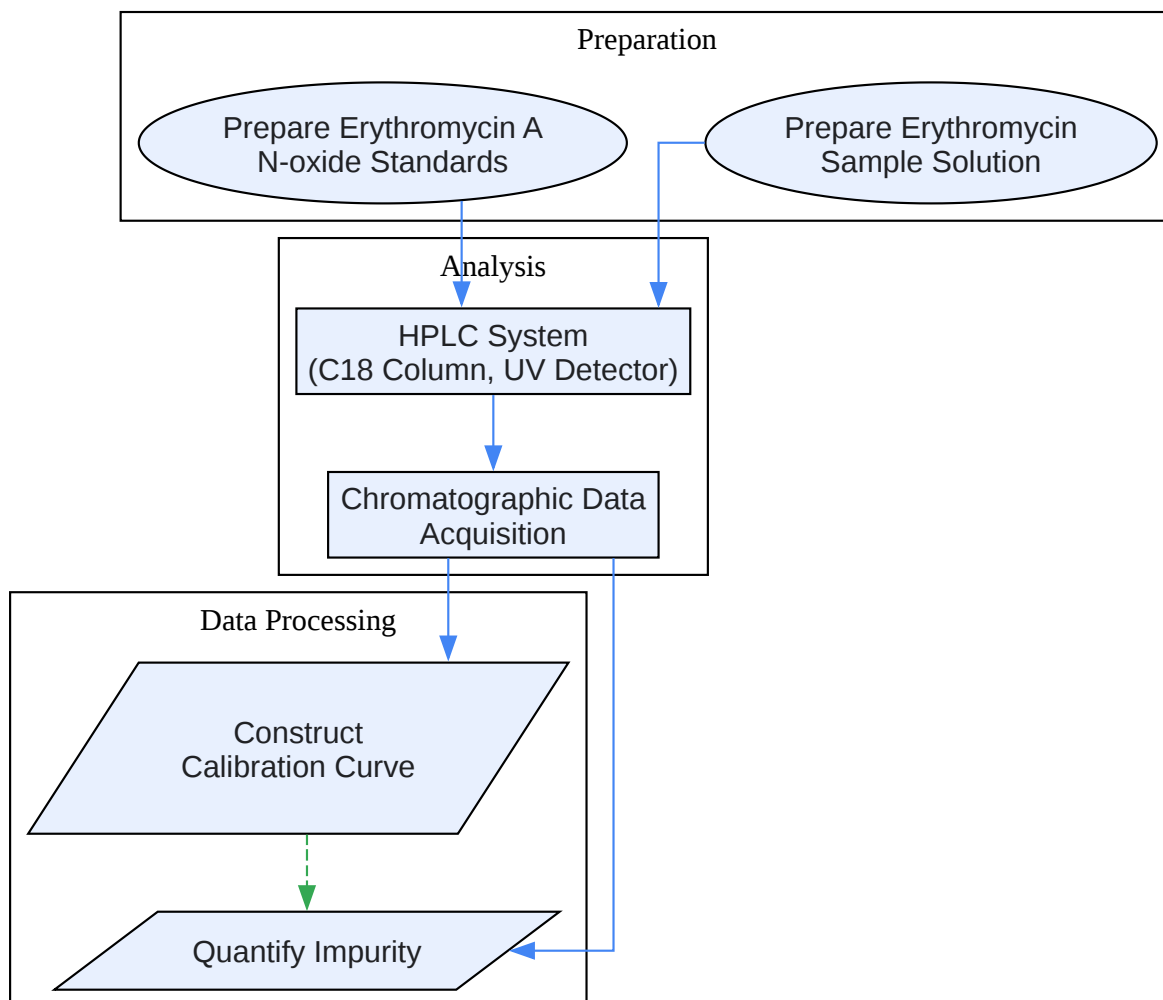 Preparation
Prepare Erythromycin A
N-oxide Standards
Prepare Erythromycin
Sample Solution
Analysis
HPLC System
(C18 Column, UV Detector)
Chromatographic Data
Acquisition
Data Processing
Construct
Calibration Curve
Quantify Impurity